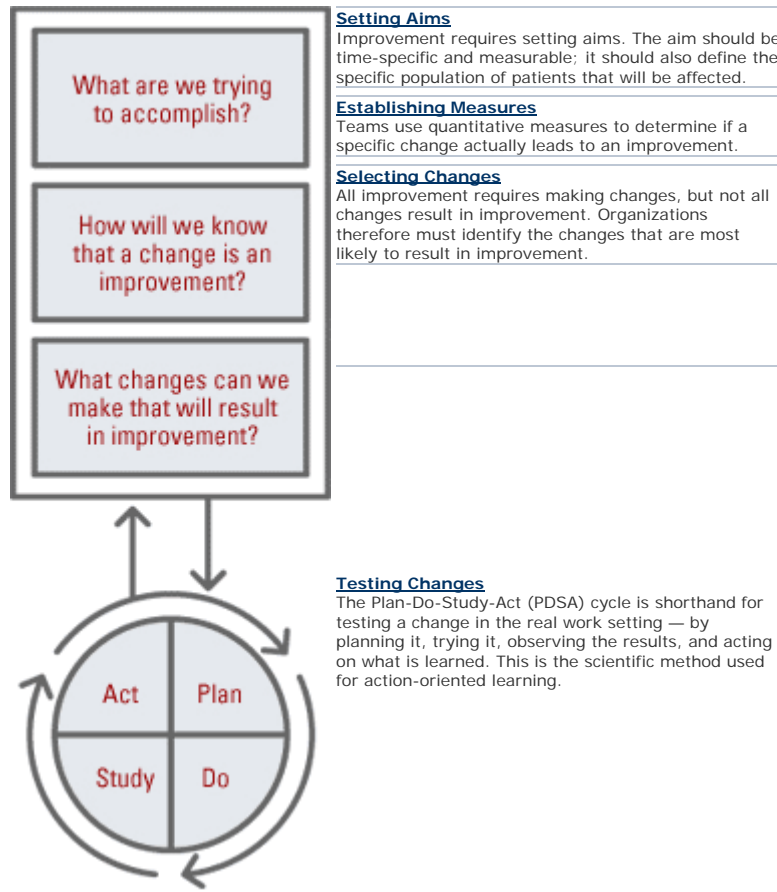 What are we trying
to accomplish?
How will we know
that a change is an
improvement?
What changes can we
make that will result
in improvement?
Setting Aims
Improvement requires setting aims. The aim should be
time-specific and measurable; it should also define the
specific population of patients that will be affected.
Establishing Measures
Teams use quantitative measures to determine if a
specific change actually leads to an improvement.
Selecting Changes
All improvement requires making changes, but not all
changes result in improvement. Organizations
therefore must identify the changes that are most
likely to result in improvement.
Act
Plan
Study
Do
Testing Changes
The Plan-Do-Study-Act (PDSA) cycle is shorthand for
testing a change in the real work setting — by
planning it, trying it, observing the results, and acting
on what is learned. This is the scientific method used
for action-oriented learning.